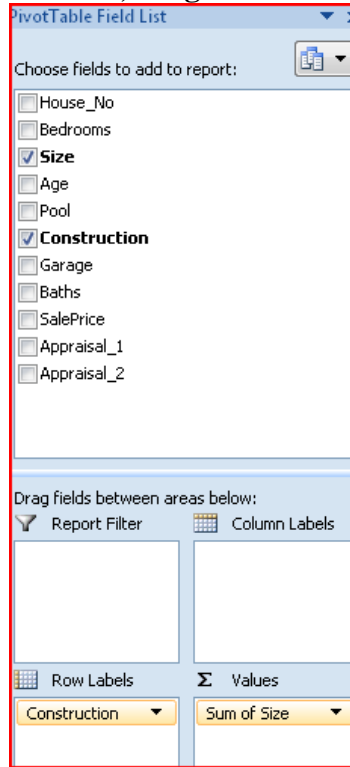 PivotTable Field List
Choose fields to add to report:
House_No
Bedrooms
Size
Age
Pool
Construction
Garage
Baths
SalePrice
Appraisal_1
Appraisal_2
Drag fields between areas below:
Report Filter Column Labels
Row Labels Σ Values
Construction Sum of Size